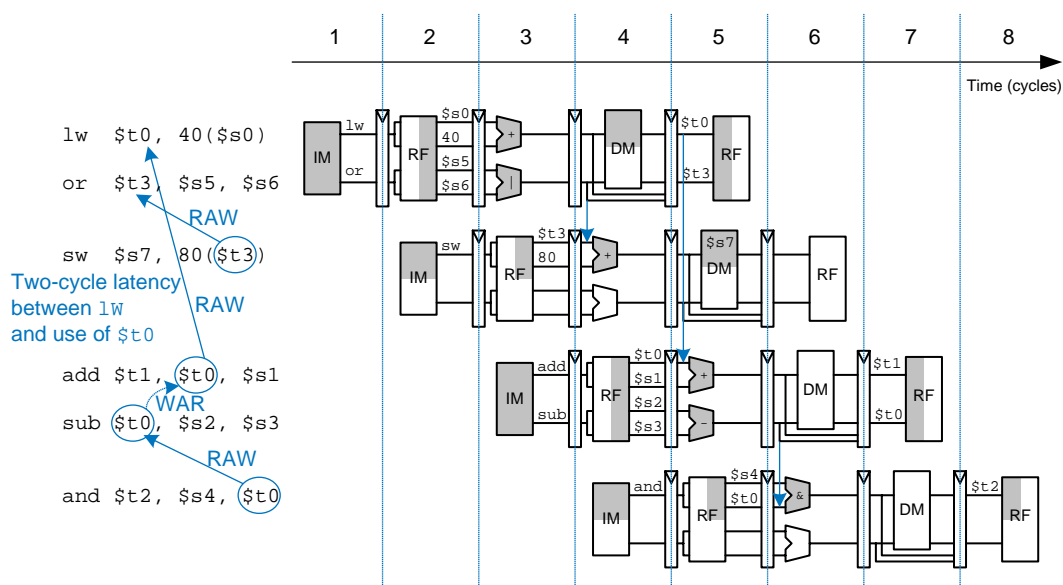 1 2 3 4 5 6 7 8
Time (cycles)
lw $t0, 40($s0)
or $t3, $s5, $s6
RAW
sw $s7, 80($t3)
Two-cycle latency
between lW
and use of $t0
RAW
add $t1, $t0, $s1
WAR
sub $t0, $s2, $s3
RAW
and $t2, $s4, $t0
IM
lw
or
RF
$s0
40
$s5
$s6
+
|
DM
$t0
$t3
RF
IM
sw
RF
$t3
80
+
$s7
DM
RF
IM
add
sub
RF
$t0
$s1
$s2
$s3
+
-
DM
$t1
$t0
RF
IM
and
RF
$s4
$t0
&
DM
$t2
RF